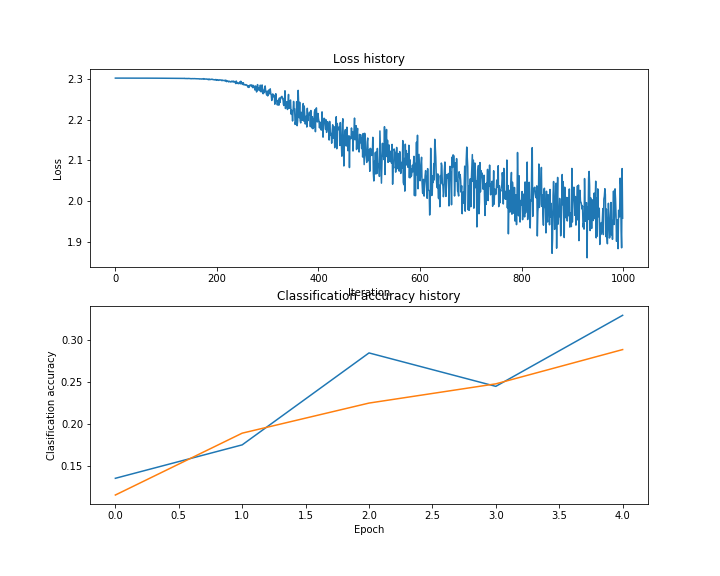 Loss history
2.3
2.2
2.1
2.0
1.9
Loss
0 200 400 600 800 1000
Iteration
Classification accuracy history
0.30
0.25
0.20
0.15
Clasification accuracy
0.0 0.5 1.0 1.5 2.0 2.5 3.0 3.5 4.0
Epoch